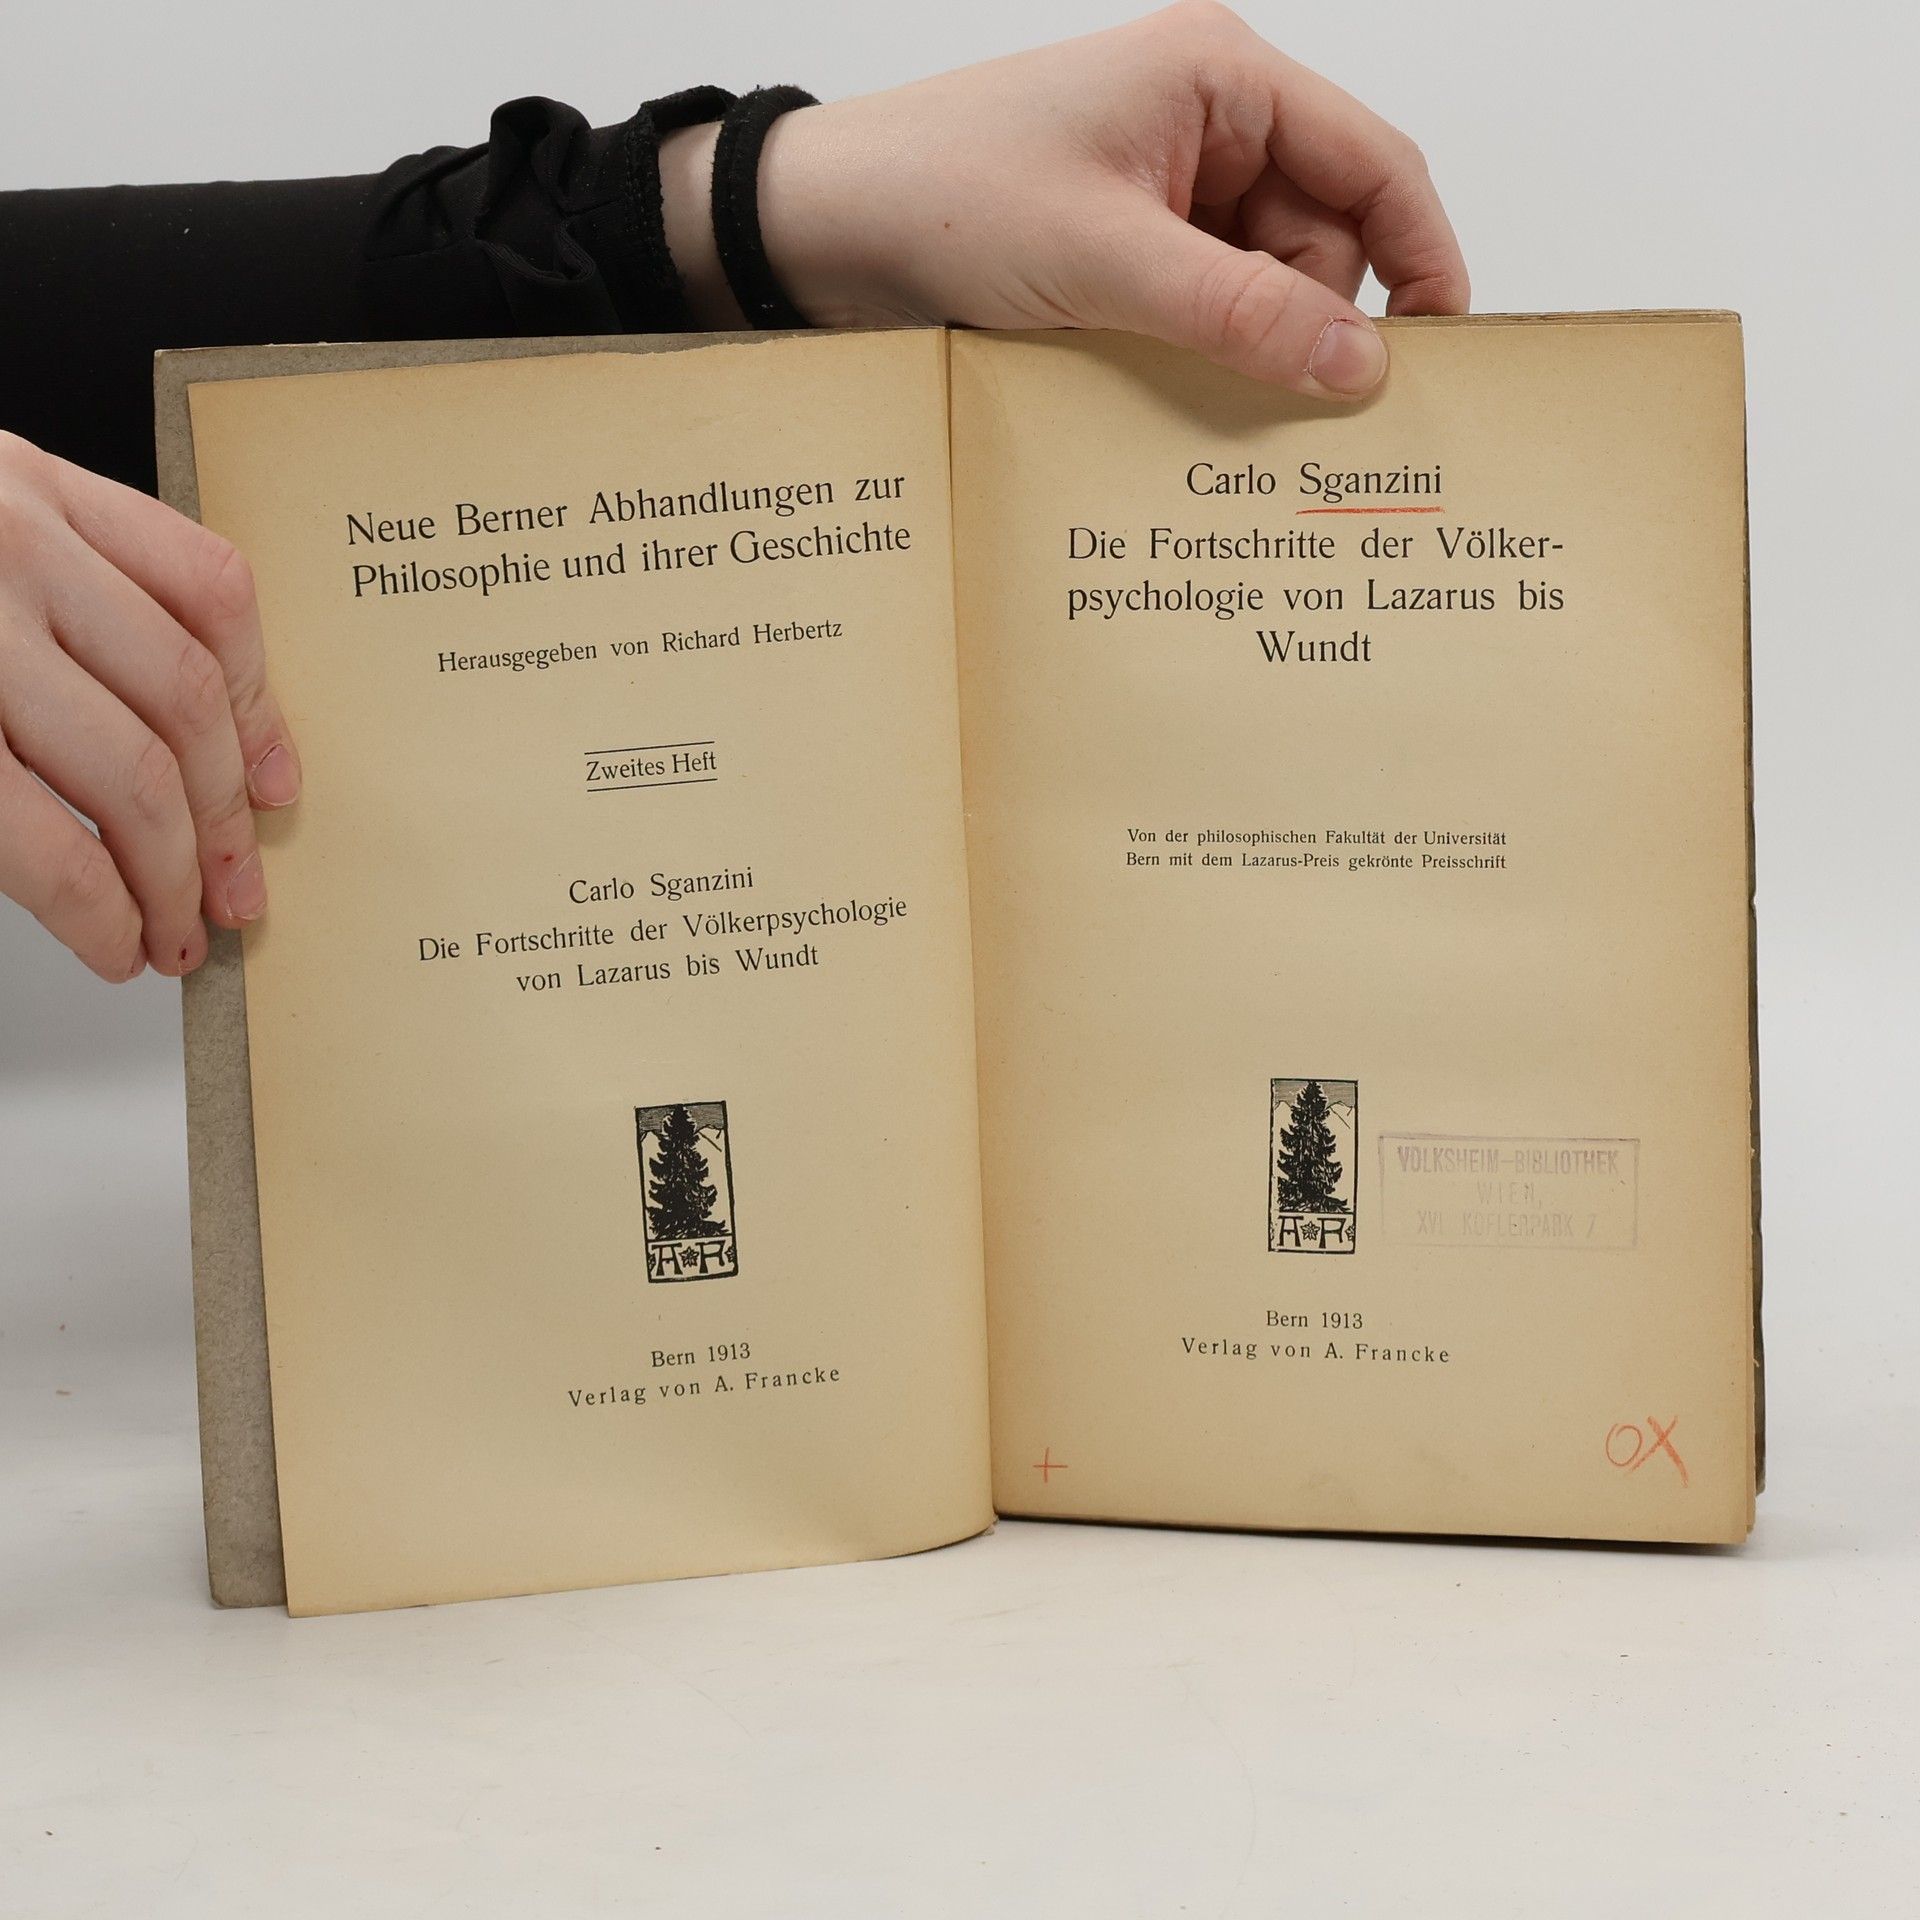 Neue Berner Abhandlungen zur
Philosophie und ihrer Geschichte
Herausgegeben von Richard Herbertz
Zweites Heft
Carlo Sganzini
Die Fortschritte der Völkerpsychologie
von Lazarus bis Wundt
A F
Bern 1913
Verlag von A. Francke
Carlo Sganzini
Die Fortschritte der Völker-
psychologie von Lazarus bis
Wundt
Von der philosophischen Fakultät der Universität
Bern mit dem Lazarus-Preis gekrönte Preisschrift
A F
VOLKSHEIM-BIBLIOTHEK
WIEN,
XVI. KOFLERPARK 7
Bern 1913
Verlag von A. Francke
+
OX